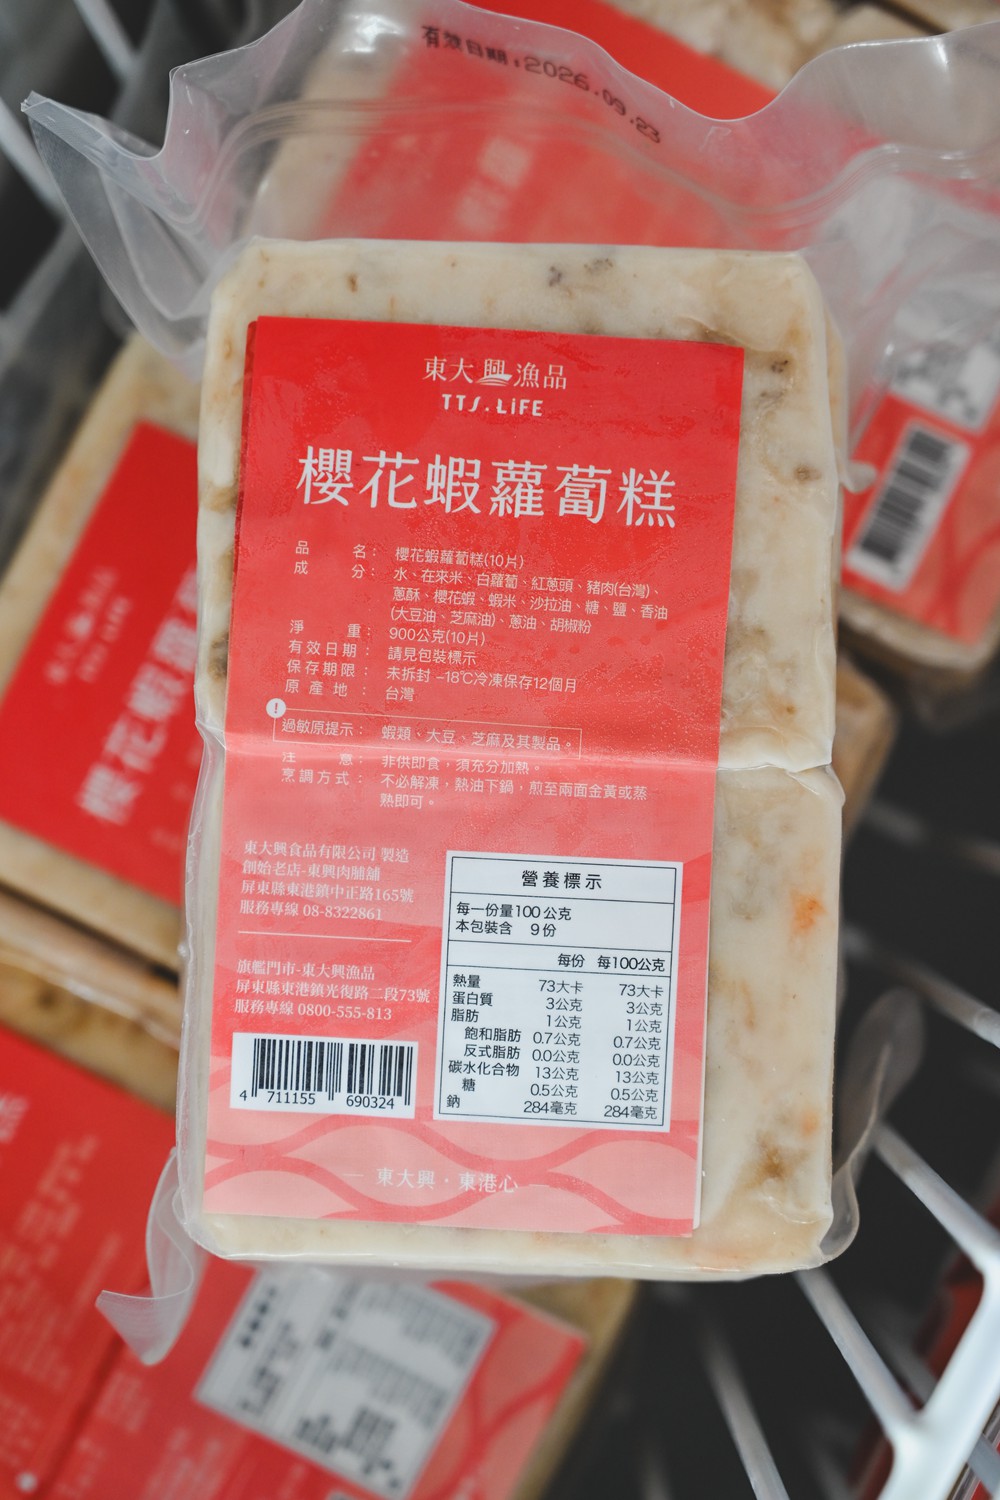 有效日期:2026.09.23
東大興漁品
TTS.LiFE
櫻花蝦蘿蔔糕
品名: 櫻花蝦蘿蔔糕(10片)
成分: 水、在來米、白蘿蔔、紅蔥頭、豬肉(台灣)、
蔥酥、櫻花蝦、蝦米、沙拉油、糖、鹽、香油
(大豆油、芝麻油)、蔥油、胡椒粉
淨重: 900公克(10片)
有效日期: 請見包裝標示
保存期限: 未拆封 -18℃冷凍保存12個月
原產地: 台灣
!
過敏原提示: 蝦類、大豆、芝麻及其製品。
注意: 非供即食,須充分加熱。
烹調方式: 不必解凍,熱油下鍋,煎至兩面金黃或蒸
熟即可。
東大興食品有限公司 製造
創始老店-東興肉脯舖
屏東縣東港鎮中正路165號
服務專線 08-8322861
旗艦門市-東大興漁品
屏東縣東港鎮光復路二段73號
服務專線 0800-555-813
4 711155 690324
營養標示
每一份量100公克
本包裝含 9份
每份 每100公克
熱量 73大卡 73大卡
蛋白質 3公克 3公克
脂肪 1公克 1公克
飽和脂肪 0.7公克 0.7公克
反式脂肪 0.0公克 0.0公克
碳水化合物 13公克 13公克
糖 0.5公克 0.5公克
鈉 284毫克 284毫克
東大興·東港心